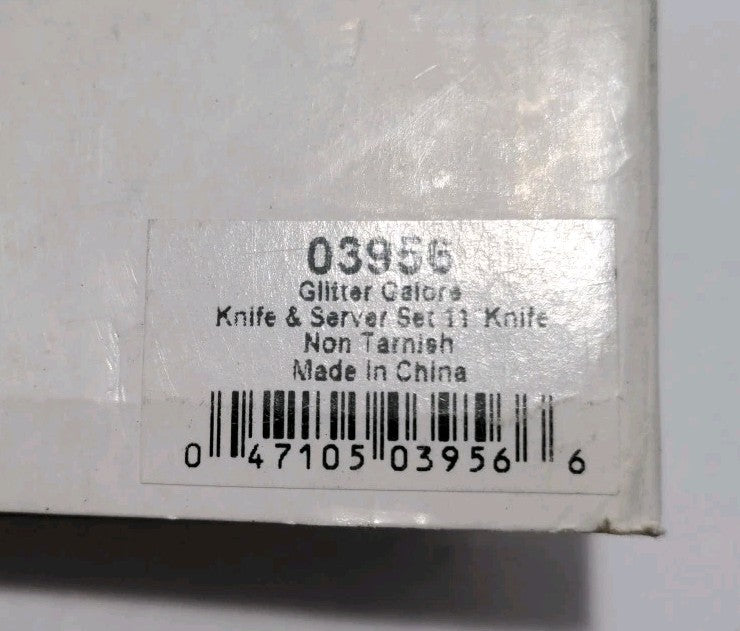 03956
Glitter Galore
Knife & Server Set 11 Knife
Non Tarnish
Made in China
0 47105 03956 6